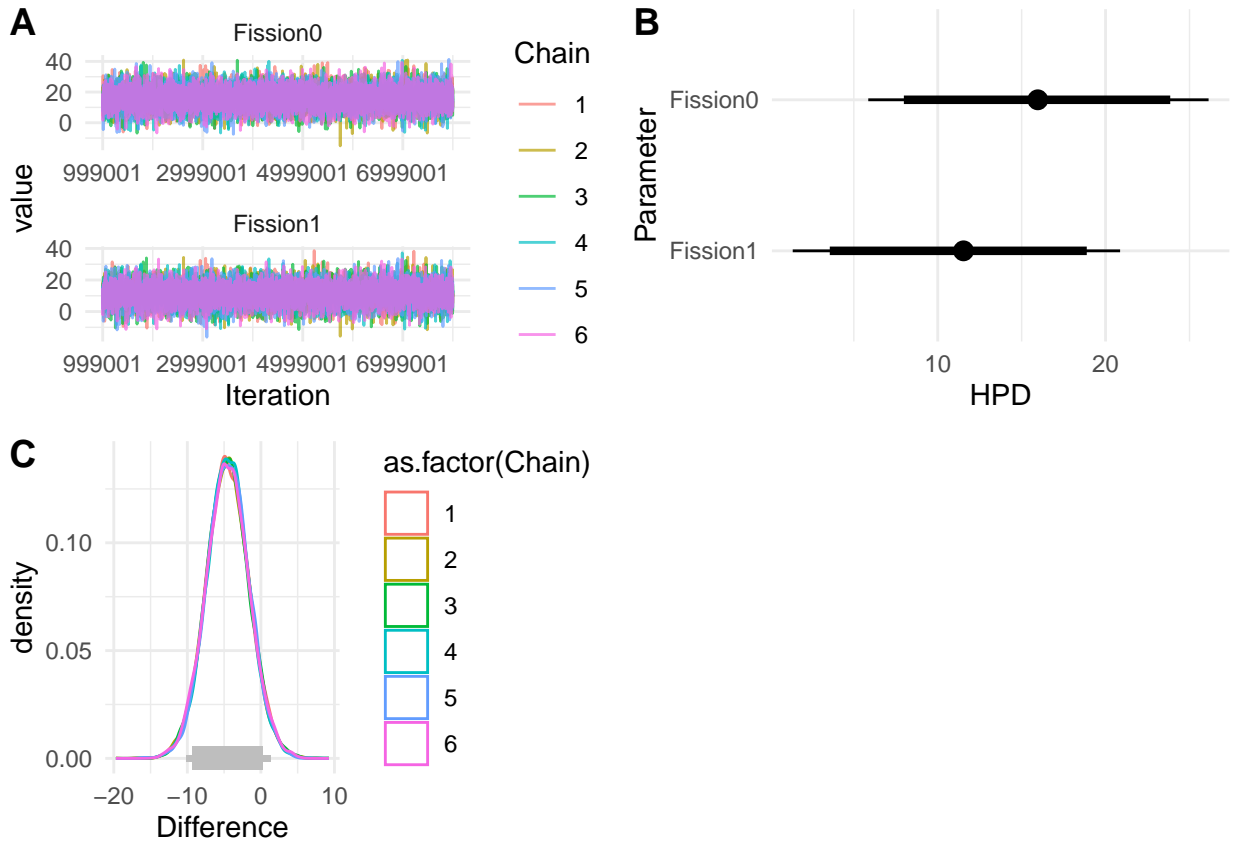 A
Fission0
40
20
0
999001 2999001 4999001 6999001
Fission1
40
20
0
999001 2999001 4999001 6999001
value
Iteration
Chain
1
2
3
4
5
6
B
Fission0
Fission1
Parameter
10 20
HPD
C
0.10
0.05
0.00
density
−20 −10 0 10
Difference
as.factor(Chain)
1
2
3
4
5
6